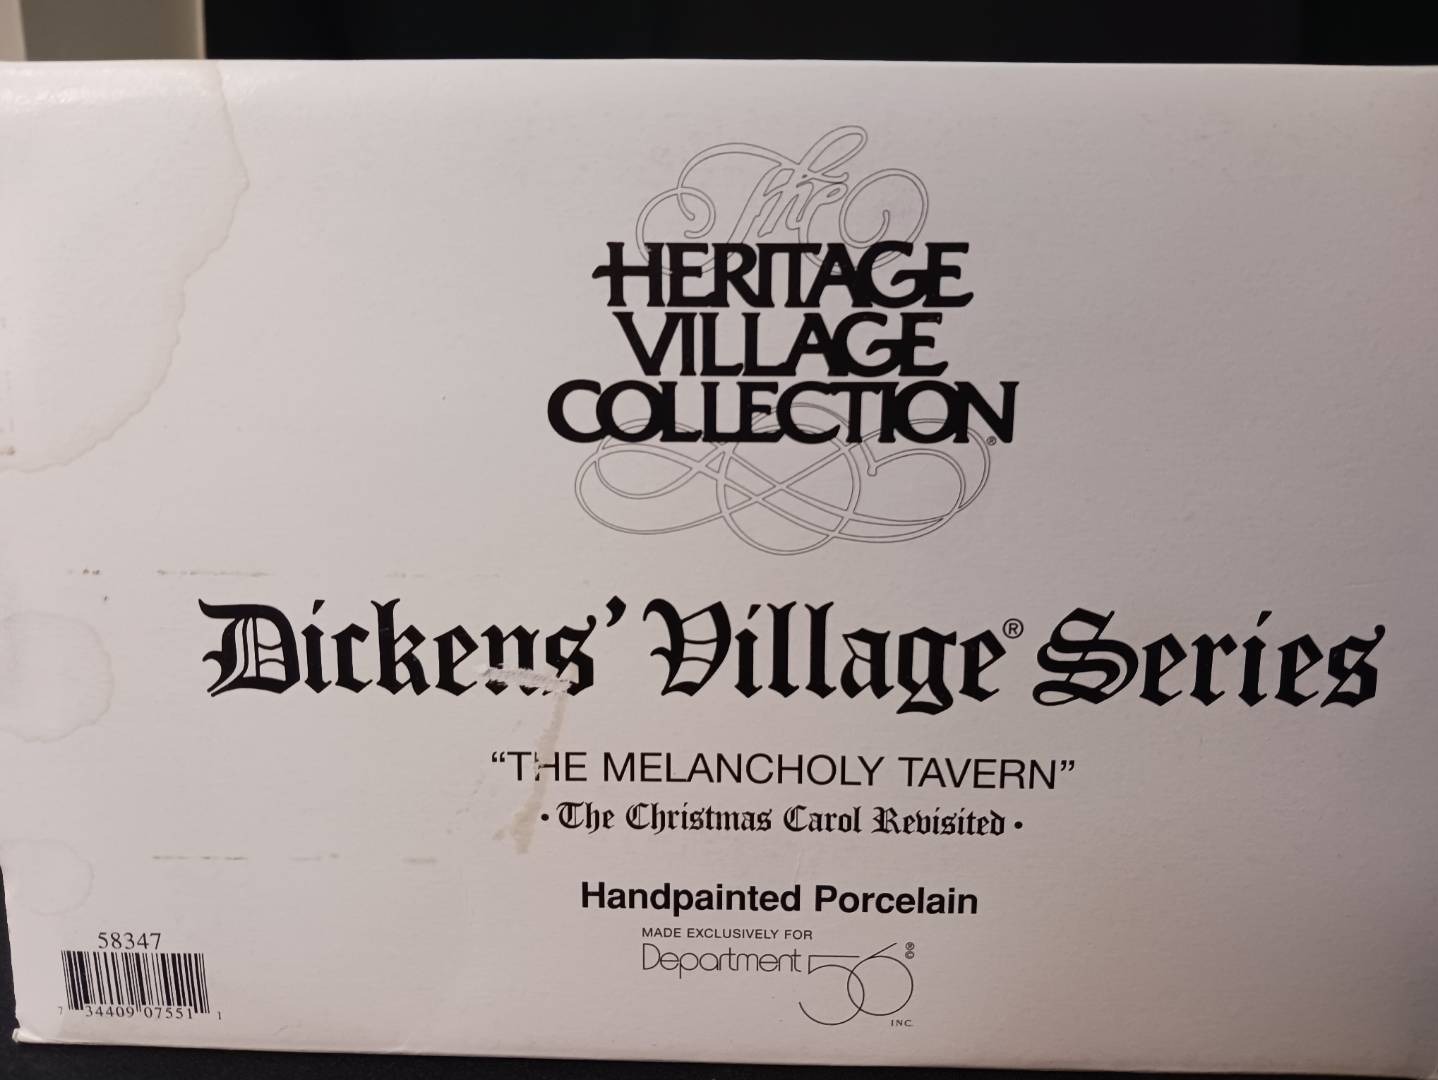 The
HERITAGE
VILLAGE
COLLECTION®
Dickens' Village® Series
"THE MELANCHOLY TAVERN"
• The Christmas Carol Revisited •
Handpainted Porcelain
MADE EXCLUSIVELY FOR
Department 56®©
INC.
58347
7 34409 07551 1